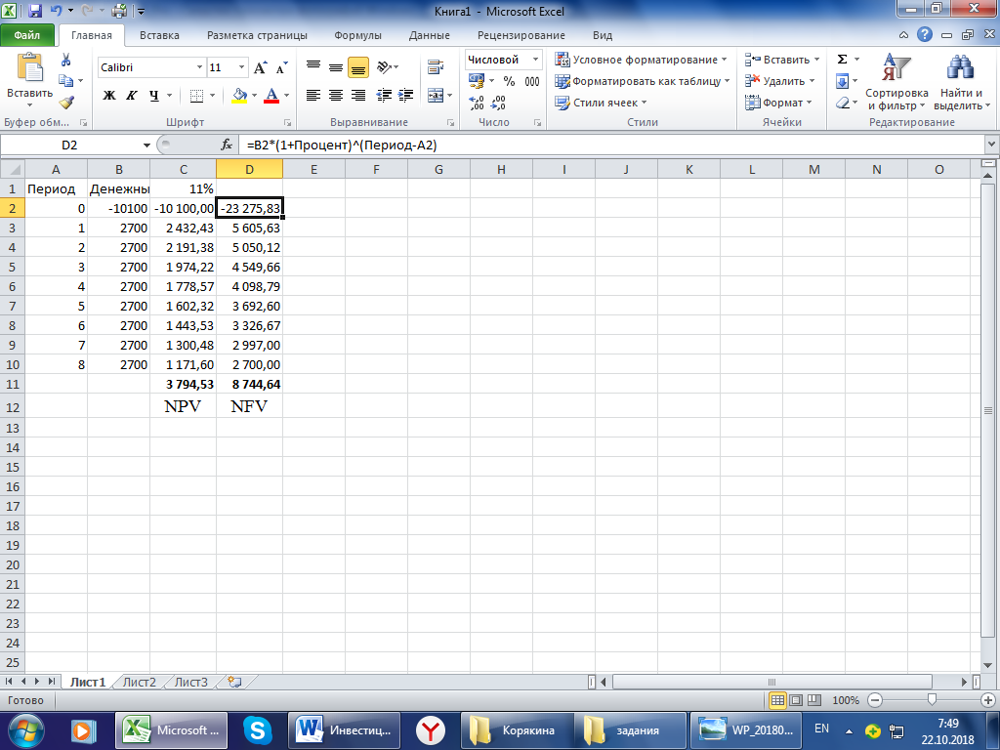 Книга1 - Microsoft Excel
Файл Главная Вставка Разметка страницы Формулы Данные Рецензирование Вид
Вставить
Calibri 11
Числовой
Условное форматирование
Форматировать как таблицу
Стили ячеек
Вставить
Удалить
Формат
Сортировка и фильтр
Найти и выделить
Ж К Ч
% 000
Буфер обм... Шрифт Выравнивание Число Стили Ячейки Редактирование
D2 fx =B2*(1+Процент)^(Период-A2)
A B C D E F G H I J K L M N O
1 Период Денежны 11%
2 0 -10100 -10 100,00 -23 275,83
3 1 2700 2 432,43 5 605,63
4 2 2700 2 191,38 5 050,12
5 3 2700 1 974,22 4 549,66
6 4 2700 1 778,57 4 098,79
7 5 2700 1 602,32 3 692,60
8 6 2700 1 443,53 3 326,67
9 7 2700 1 300,48 2 997,00
10 8 2700 1 171,60 2 700,00
11 3 794,53 8 744,64
12 NPV NFV
13
14
15
16
17
18
19
20
21
22
23
24
25
Лист1 Лист2 Лист3
Готово 100%
Microsoft ... Инвестиц... Корякина задания WP_20180... EN 7:49
22.10.2018